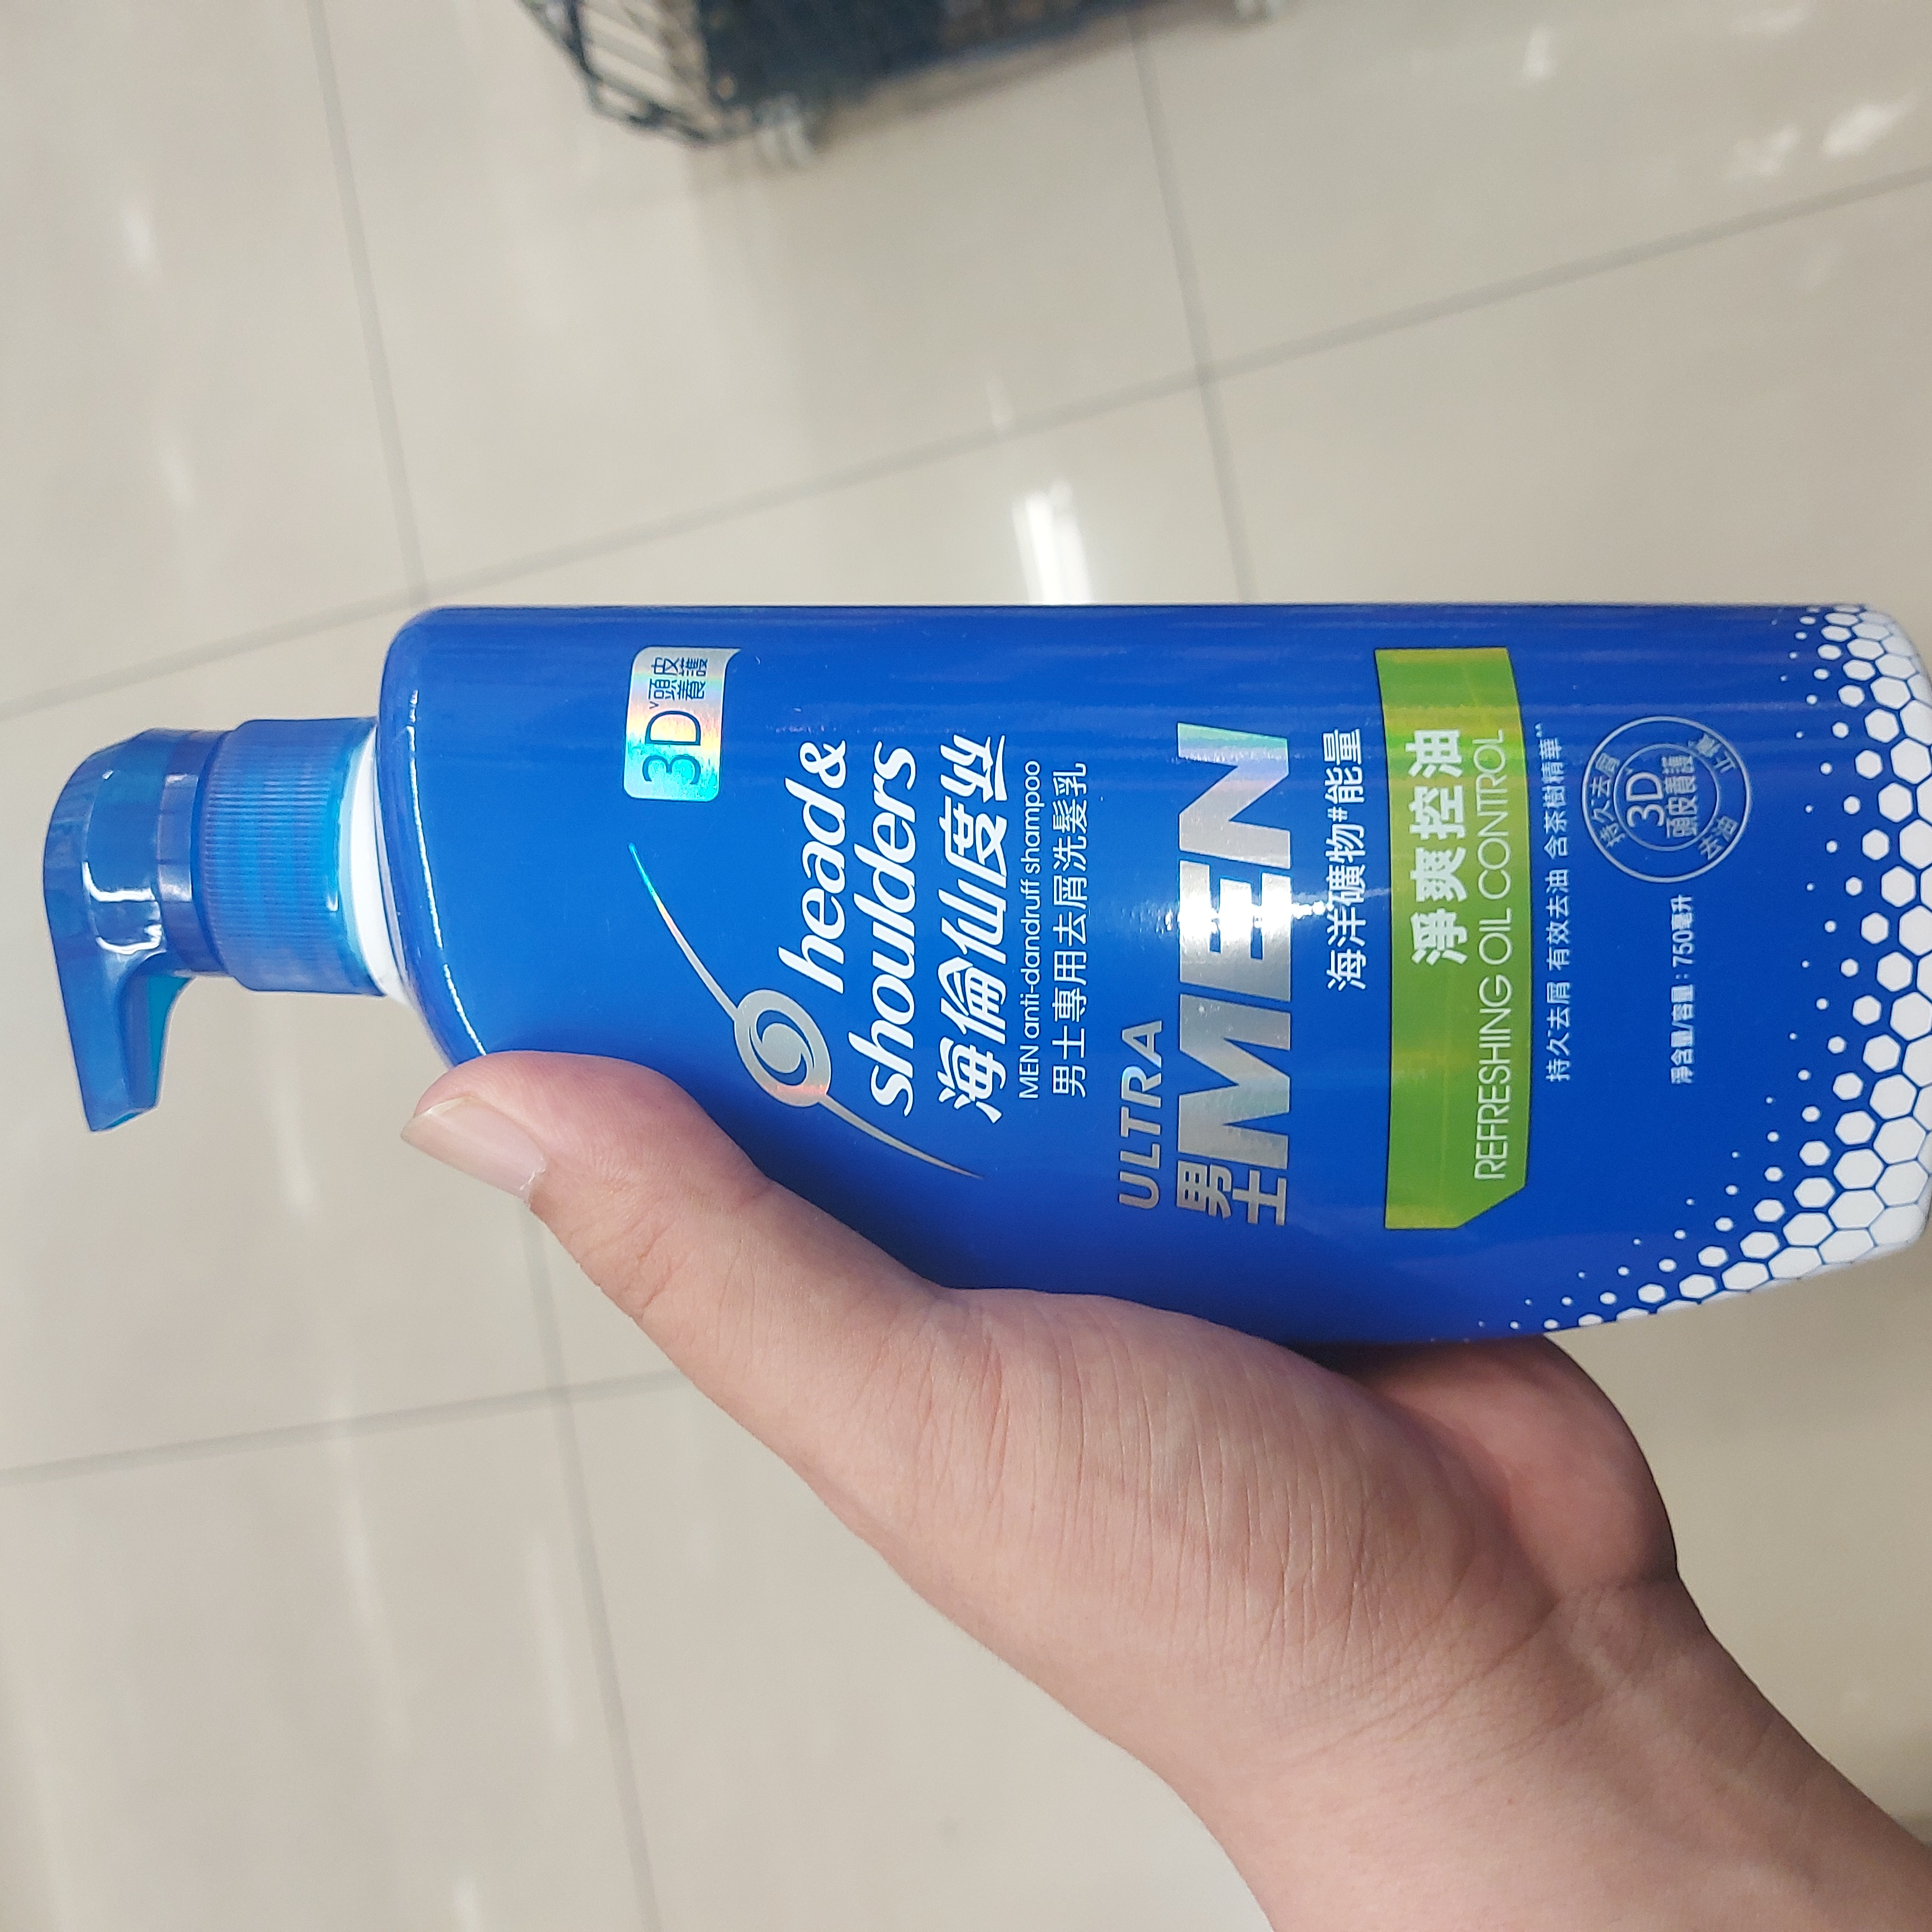 3Dv頭皮
養護
head &
shoulders
海倫仙度丝
MEN anti-dandruff shampoo
男士專用去屑洗髮乳
ULTRA
男士MEN
海洋礦物#能量
淨爽控油
REFRESHING OIL CONTROL
持久去屑 有效去油 含茶樹精華^^
淨含量/容量：750毫升
持久去屑
3D
頭皮養護
去油 止癢